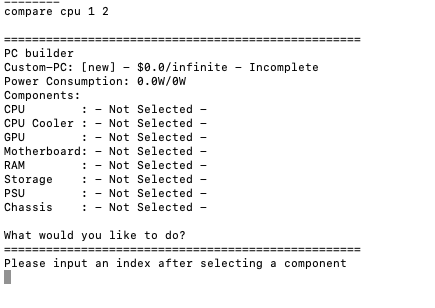 compare cpu 1 2
===================================================
PC builder
Custom-PC: [new] - $0.0/infinite - Incomplete
Power Consumption: 0.0W/0W
Components:
CPU        : - Not Selected -
CPU Cooler : - Not Selected -
GPU        : - Not Selected -
Motherboard: - Not Selected -
RAM        : - Not Selected -
Storage    : - Not Selected -
PSU        : - Not Selected -
Chassis    : - Not Selected -
What would you like to do?
===================================================
Please input an index after selecting a component